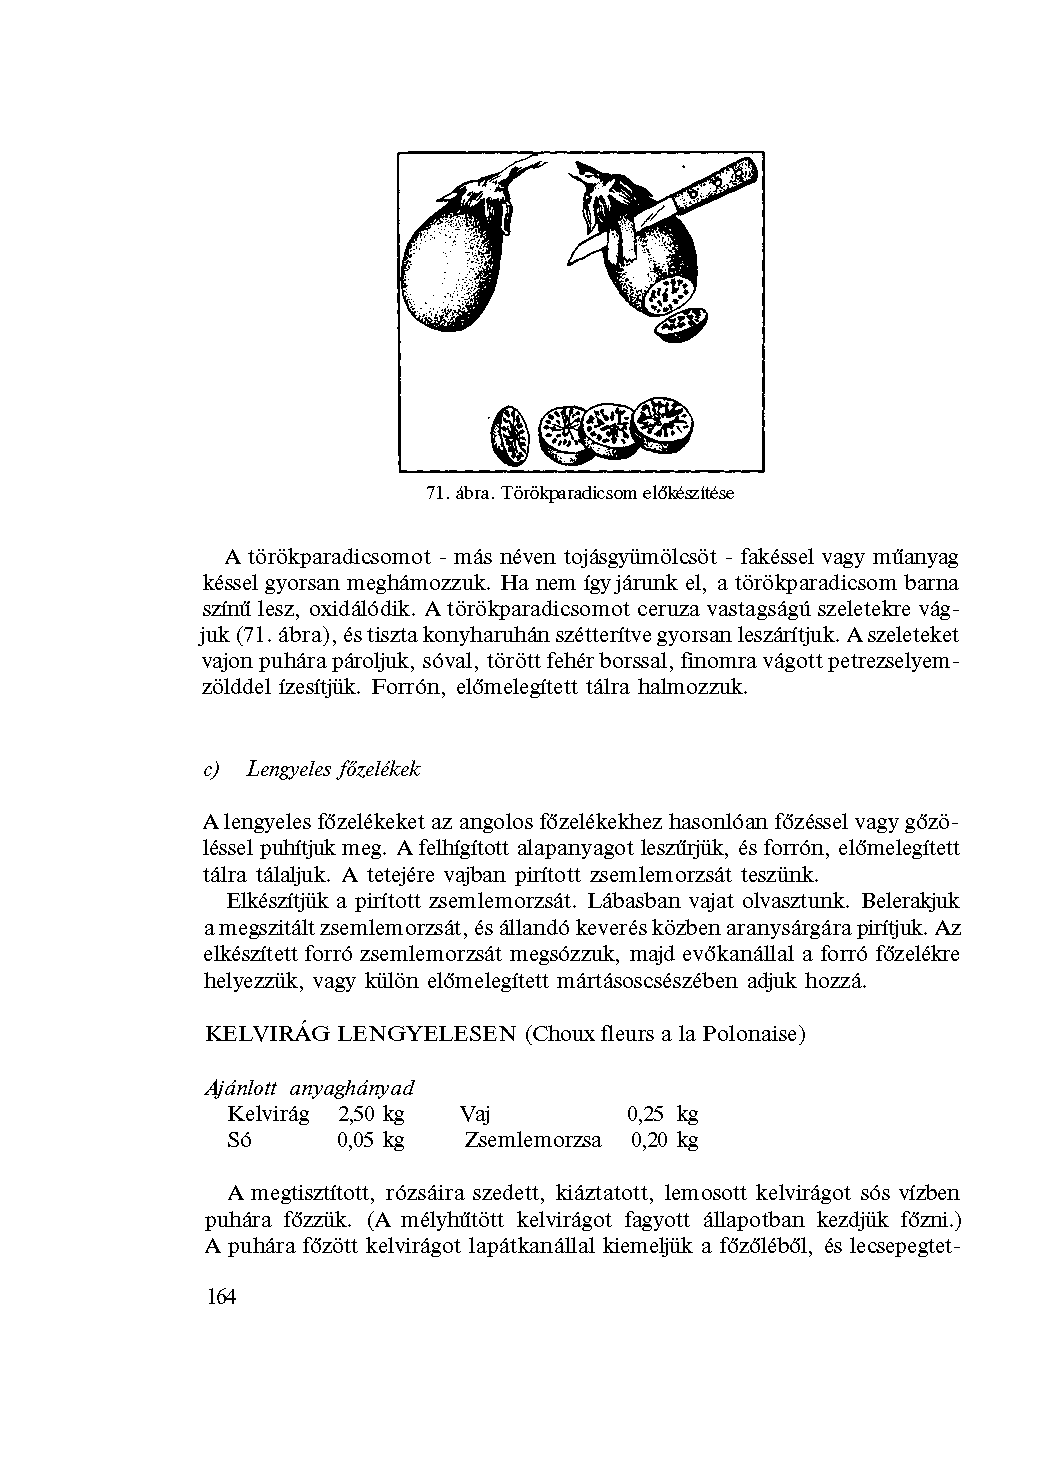 71. ábra. Törökparadicsom előkészítése
A törökparadicsomot - más néven tojásgyümölcsöt - fakéssel vagy műanyag
késsel gyorsan meghámozzuk. Ha nem így járunk el, a törökparadicsom barna
színű lesz, oxidálódik. A törökparadicsomot ceruza vastagságú szeletekre vág-
juk (71. ábra), és tiszta konyharuhán szétterítve gyorsan leszárítjuk. A szeleteket
vajon puhára pároljuk, sóval, törött fehér borssal, finomra vágott petrezselyem-
zölddel ízesítjük. Forrón, előmelegített tálra halmozzuk.
c) Lengyeles főzelékek
A lengyeles főzelékeket az angolos főzelékekhez hasonlóan főzéssel vagy gőzö-
léssel puhítjuk meg. A felhígított alapanyagot leszűrjük, és forrón, előmelegített
tálra tálaljuk. A tetejére vajban pirított zsemlemorzsát teszünk.
Elkészítjük a pirított zsemlemorzsát. Lábasban vajat olvasztunk. Belerakjuk
a megszitált zsemlemorzsát, és állandó keverés közben aranysárgára pirítjuk. Az
elkészített forró zsemlemorzsát megsózzuk, majd evőkanállal a forró főzelékre
helyezzük, vagy külön előmelegített mártásoscsészében adjuk hozzá.
KELVIRÁG LENGYELESEN (Choux fleurs a la Polonaise)
Ajánlott anyaghányad
Kelvirág 2,50 kg Vaj 0,25 kg
Só 0,05 kg Zsemlemorzsa 0,20 kg
A megtisztított, rózsáira szedett, kiáztatott, lemosott kelvirágot sós vízben
puhára főzzük. (A mélyhűtött kelvirágot fagyott állapotban kezdjük főzni.)
A puhára főzött kelvirágot lapátkanállal kiemeljük a főzőléből, és lecsepegtet-
164